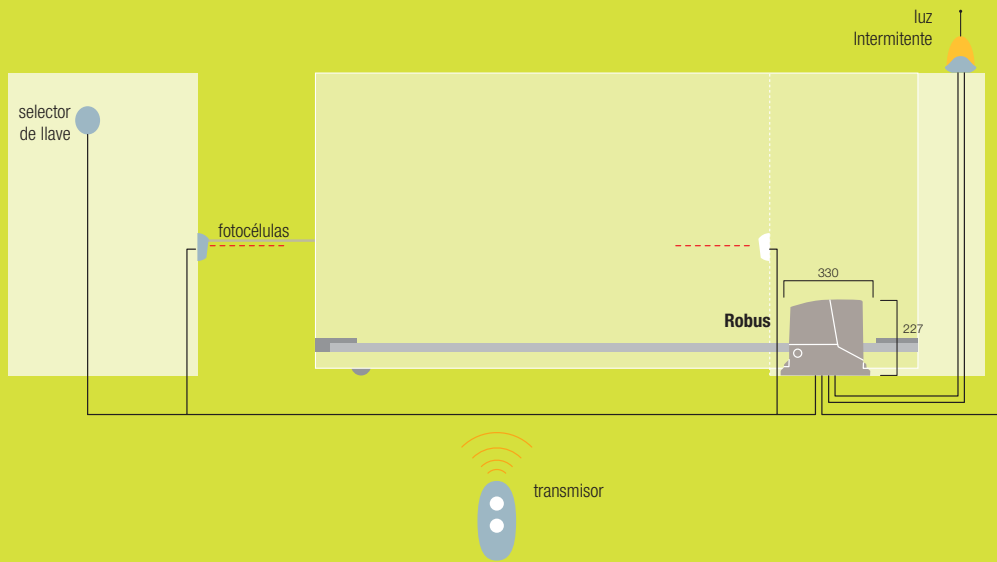 luz
Intermitente
selector
de llave
fotocélulas
330
Robus
227
transmisor